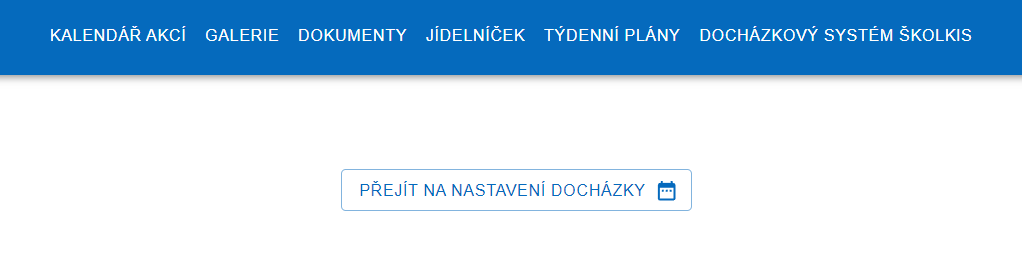 KALENDÁŘ AKCÍ GALERIE DOKUMENTY JÍDELNÍČEK TÝDENNÍ PLÁNY DOCHÁZKOVÝ SYSTÉM ŠKOLKIS
PŘEJÍT NA NASTAVENÍ DOCHÁZKY